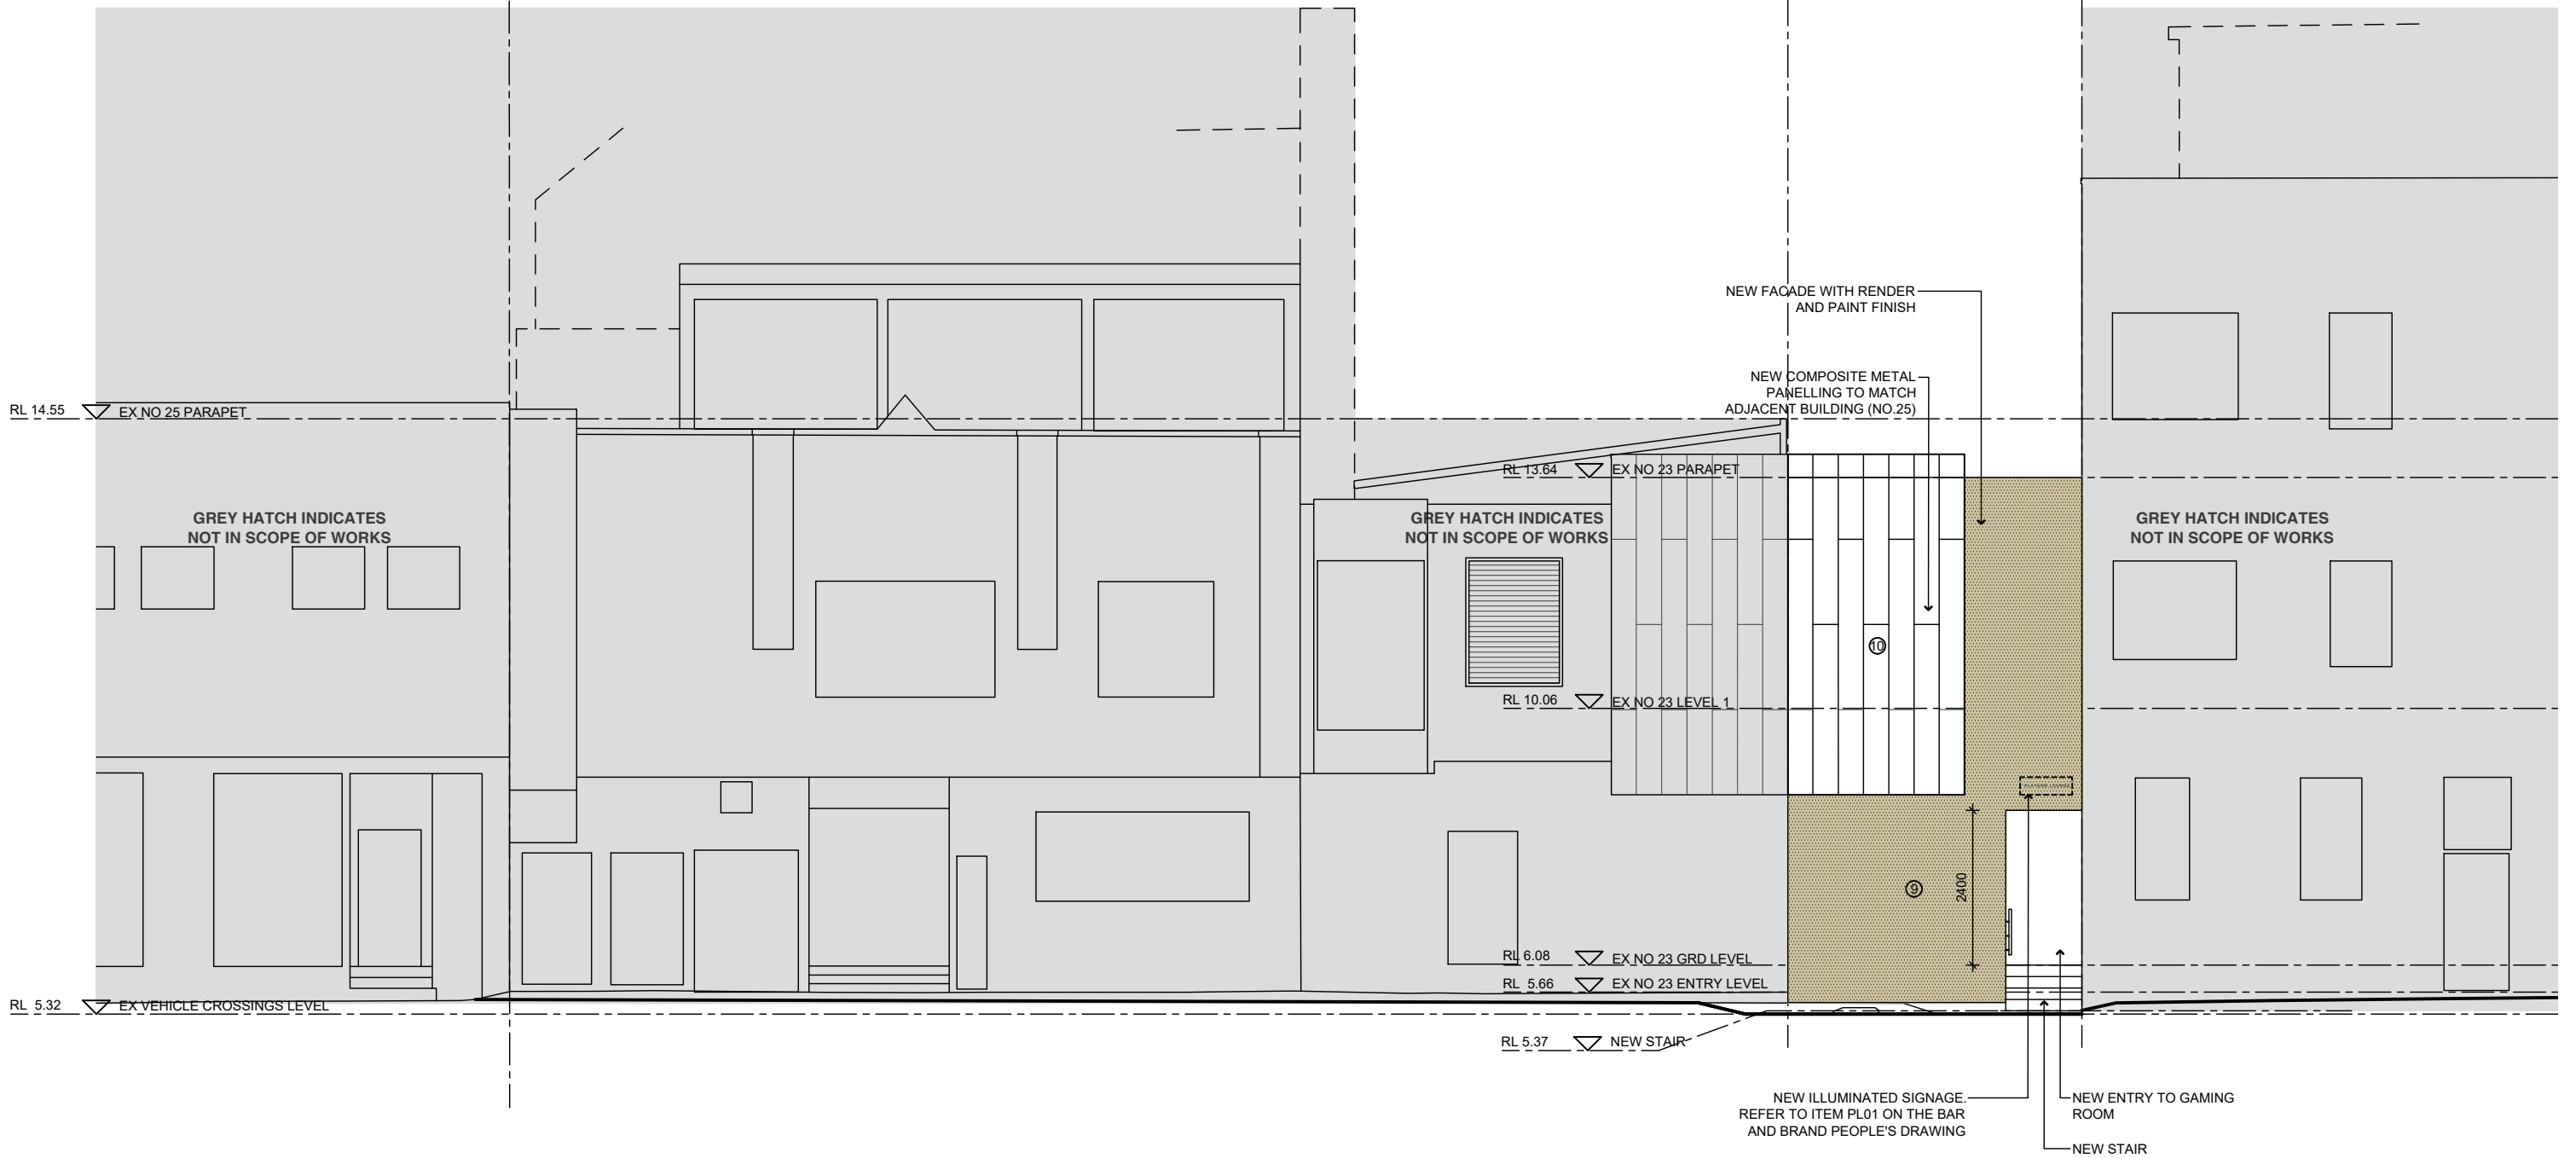 NEW FACADE WITH RENDER
AND PAINT FINISH
NEW COMPOSITE METAL
PANELLING TO MATCH
ADJACENT BUILDING (NO.25)
RL 14.55 EX NO 25 PARAPET
RL 13.64 EX NO 23 PARAPET
GREY HATCH INDICATES
NOT IN SCOPE OF WORKS
GREY HATCH INDICATES
NOT IN SCOPE OF WORKS
GREY HATCH INDICATES
NOT IN SCOPE OF WORKS
10
RL 10.06 EX NO 23 LEVEL 1
PLAYERS LOUNGE
9
2400
RL 6.08 EX NO 23 GRD LEVEL
RL 5.66 EX NO 23 ENTRY LEVEL
RL 5.32 EX VEHICLE CROSSINGS LEVEL
RL 5.37 NEW STAIR
NEW ILLUMINATED SIGNAGE.
REFER TO ITEM PL01 ON THE BAR
AND BRAND PEOPLE'S DRAWING
NEW ENTRY TO GAMING
ROOM
NEW STAIR